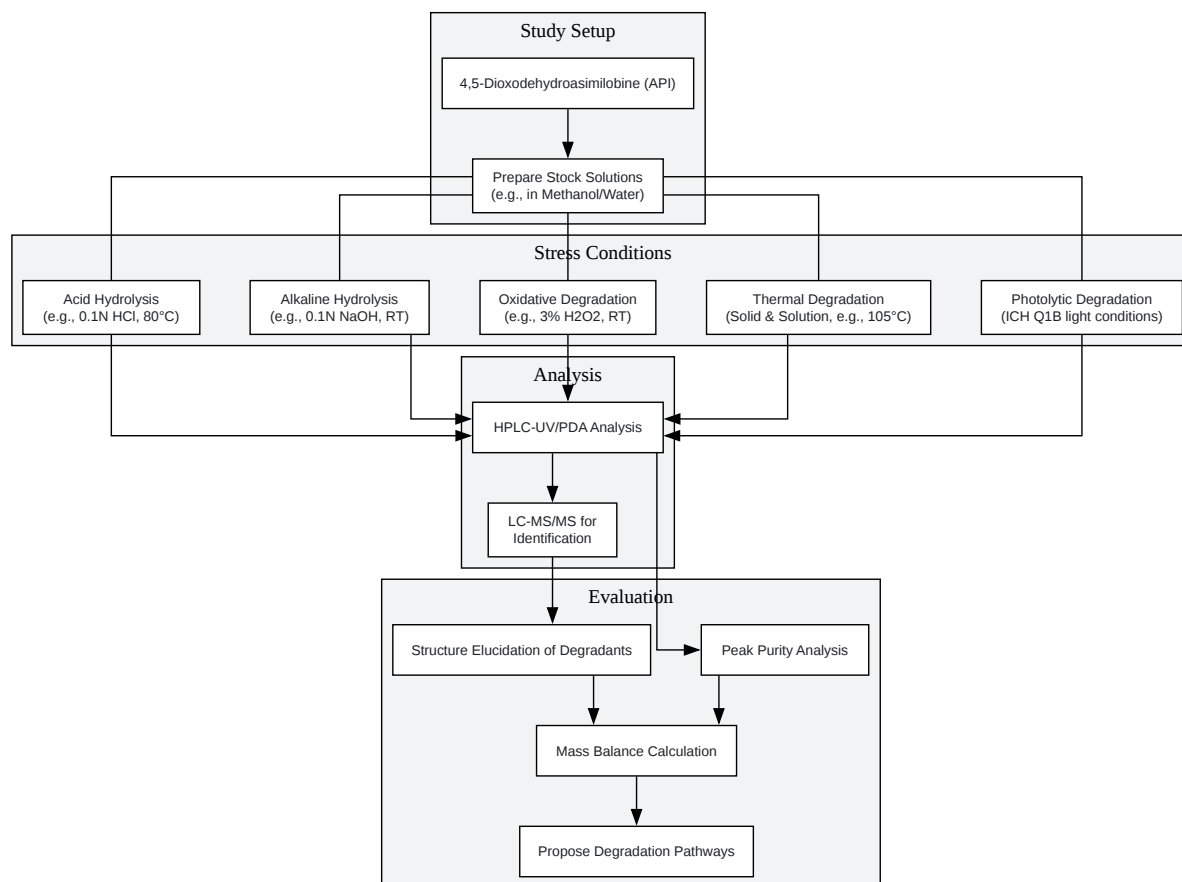 Study Setup
4,5-Dioxodehydroasimilobine (API)
Prepare Stock Solutions
(e.g., in Methanol/Water)
Stress Conditions
Acid Hydrolysis
(e.g., 0.1N HCl, 80°C)
Alkaline Hydrolysis
(e.g., 0.1N NaOH, RT)
Oxidative Degradation
(e.g., 3% H2O2, RT)
Thermal Degradation
(Solid & Solution, e.g., 105°C)
Photolytic Degradation
(ICH Q1B light conditions)
Analysis
HPLC-UV/PDA Analysis
LC-MS/MS for
Identification
Evaluation
Structure Elucidation of Degradants
Peak Purity Analysis
Mass Balance Calculation
Propose Degradation Pathways